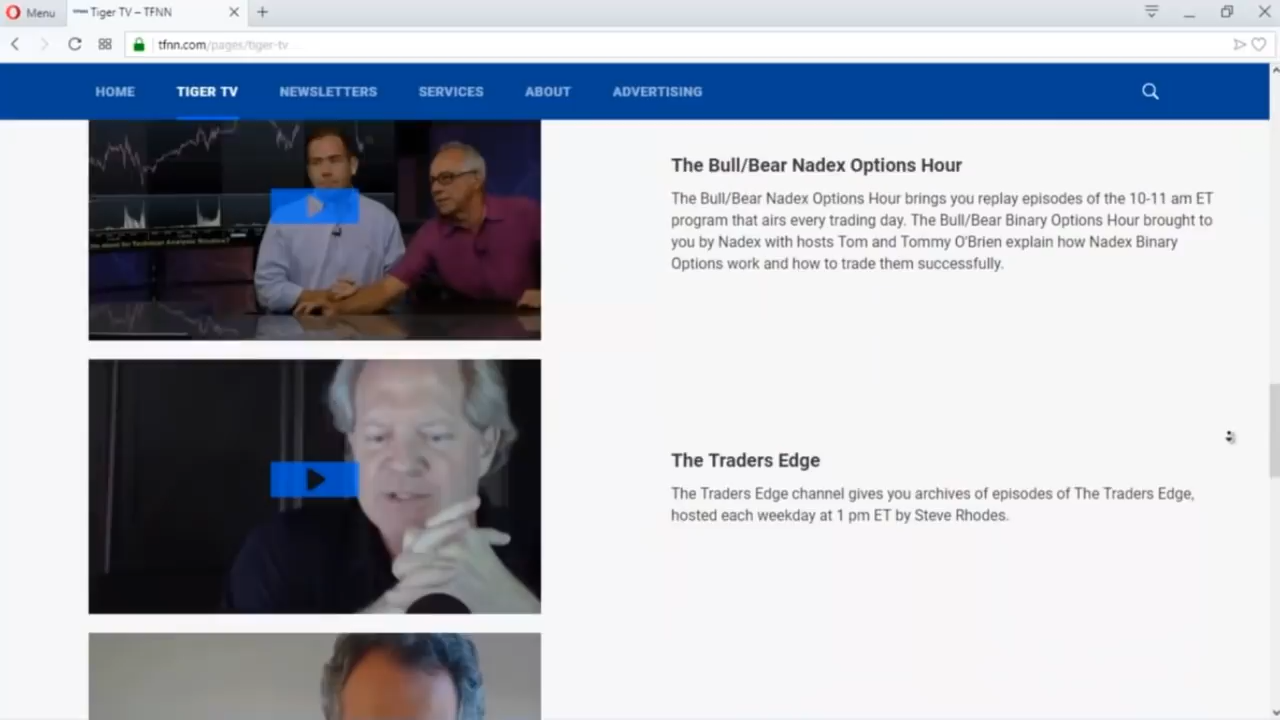 Menu
Tiger TV – TFNN
tfnn.com/pages/tiger-tv
HOME
TIGER TV
NEWSLETTERS
SERVICES
ABOUT
ADVERTISING
The Bull/Bear Nadex Options Hour
The Bull/Bear Nadex Options Hour brings you replay episodes of the 10-11 am ET
program that airs every trading day. The Bull/Bear Binary Options Hour brought to
you by Nadex with hosts Tom and Tommy O'Brien explain how Nadex Binary
Options work and how to trade them successfully.
The Traders Edge
The Traders Edge channel gives you archives of episodes of The Traders Edge,
hosted each weekday at 1 pm ET by Steve Rhodes.